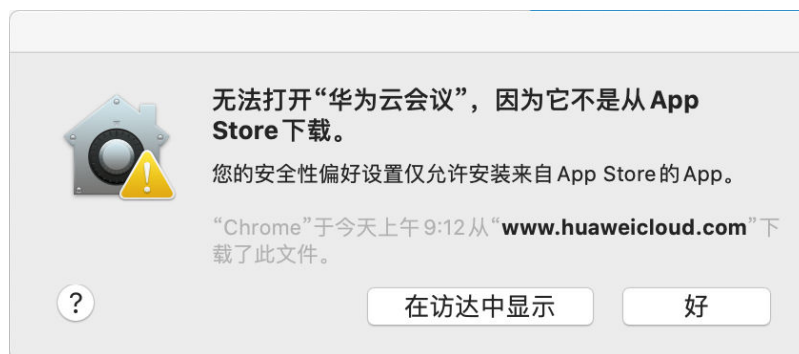 无法打开“华为云会议”，因为它不是从 App
Store 下载。
您的安全性偏好设置仅允许安装来自 App Store 的 App。
“Chrome”于今天上午 9:12 从“www.huaweicloud.com”下
载了此文件。
?
在访达中显示
好